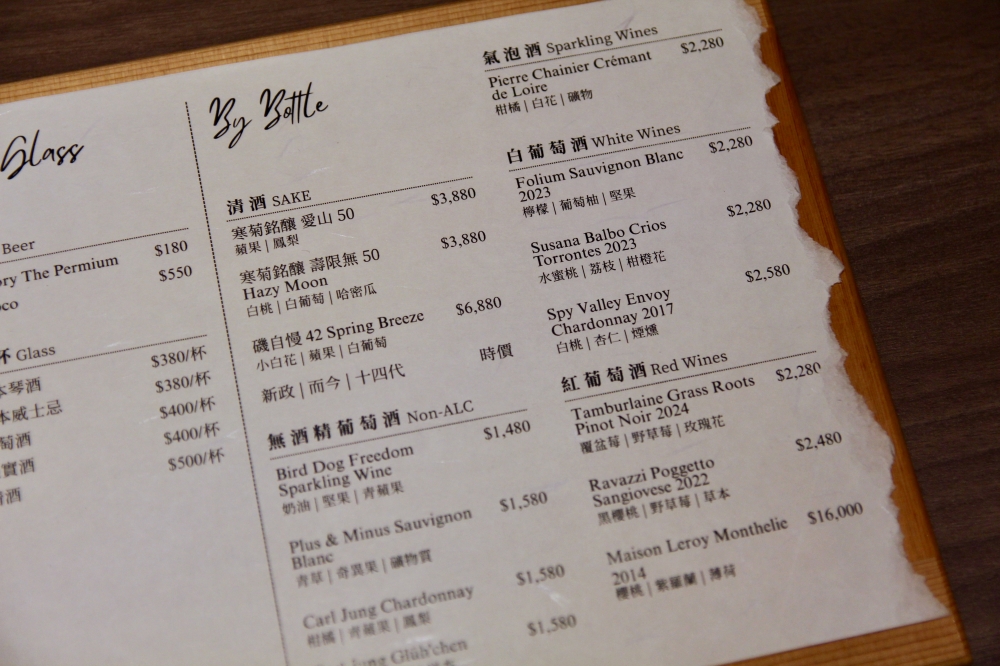 Glass
Beer
ory The Permium $180
oco $550
杯 Glass
本琴酒 $380/杯
本威士忌 $380/杯
萄酒 $400/杯
實酒 $400/杯
清酒 $500/杯
By Bottle
清酒 SAKE
寒菊銘釀 愛山 50 $3,880
蘋果 | 鳳梨
寒菊銘釀 壽限無 50 $3,880
Hazy Moon
白桃 | 白葡萄 | 哈密瓜
磯自慢 42 Spring Breeze $6,880
小白花 | 蘋果 | 白葡萄
新政 | 而今 | 十四代 時價
無酒精葡萄酒 Non-ALC
Bird Dog Freedom $1,480
Sparkling Wine
奶油 | 堅果 | 青蘋果
Plus & Minus Sauvignon $1,580
Blanc
青草 | 奇異果 | 礦物質
Carl Jung Chardonnay $1,580
柑橘 | 青蘋果 | 鳳梨
Jung Glüh'chen $1,580
氣泡酒 Sparkling Wines
Pierre Chainier Crémant $2,280
de Loire
柑橘 | 白花 | 礦物
白葡萄酒 White Wines
Folium Sauvignon Blanc $2,280
2023
檸檬 | 葡萄柚 | 堅果
Susana Balbo Crios $2,280
Torrontes 2023
水蜜桃 | 荔枝 | 柑橙花
Spy Valley Envoy $2,580
Chardonnay 2017
白桃 | 杏仁 | 煙燻
紅葡萄酒 Red Wines
Tamburlaine Grass Roots $2,280
Pinot Noir 2024
覆盆莓 | 野草莓 | 玫瑰花
Ravazzi Poggetto $2,480
Sangiovese 2022
黑櫻桃 | 野草莓 | 草本
Maison Leroy Monthelie $16,000
2014
櫻桃 | 紫羅蘭 | 薄荷